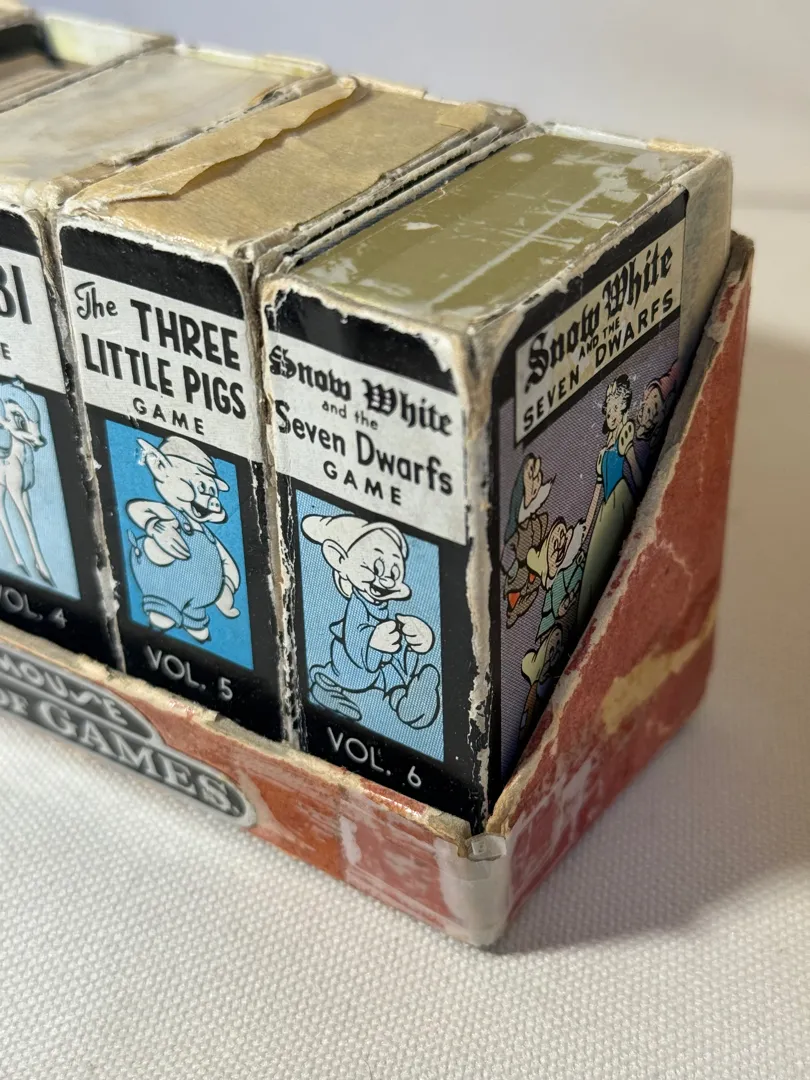 BI
The THREE
LITTLE PIGS
GAME
Snow White
and the
Seven Dwarfs
GAME
Snow White
AND THE
SEVEN DWARFS
VOL. 4
VOL. 5
VOL. 6
MOUSE
OF GAMES